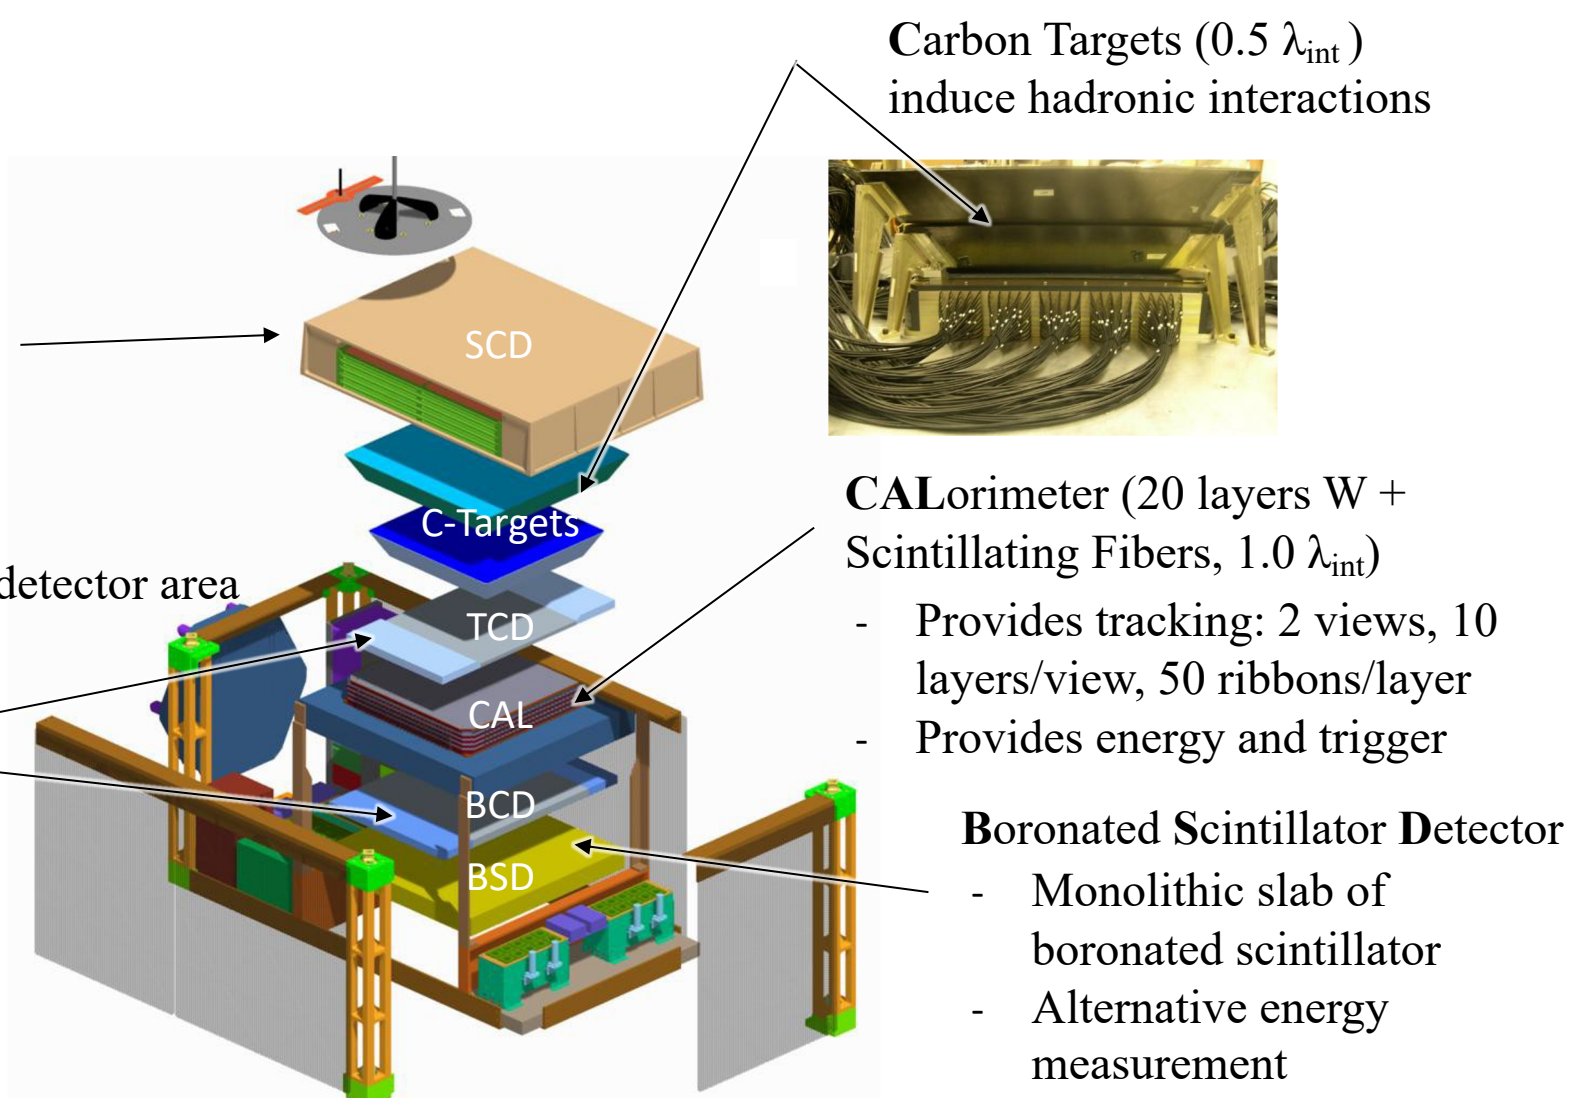 Carbon Targets (0.5 λint )
induce hadronic interactions
SCD
C-Targets
CALorimeter (20 layers W +
Scintillating Fibers, 1.0 λint)
detector area
- Provides tracking: 2 views, 10
layers/view, 50 ribbons/layer
- Provides energy and trigger
TCD
CAL
BCD
BSD
Boronated Scintillator Detector
- Monolithic slab of
boronated scintillator
- Alternative energy
measurement